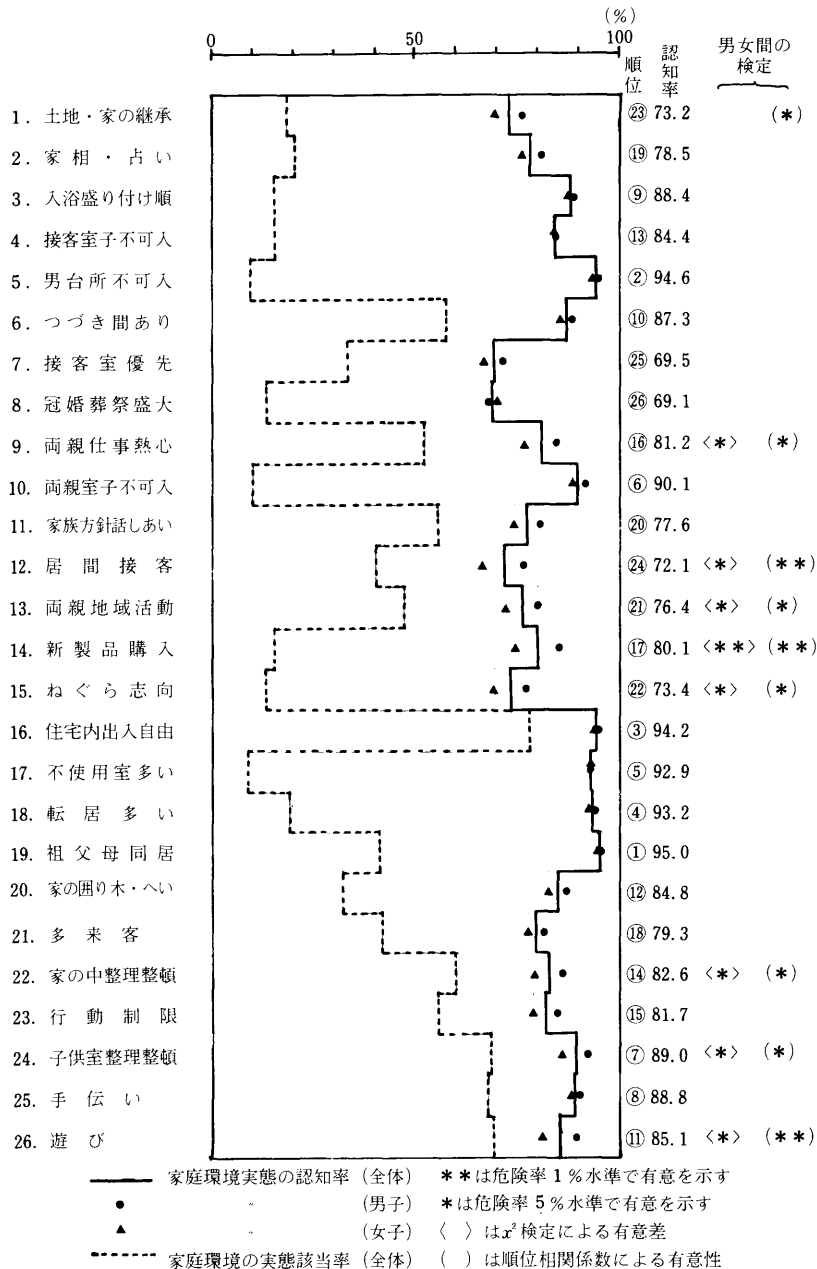 (%)
0 50 100
順位 認知率 男女間の検定
1. 土地・家の継承 ㉓ 73.2 (*)
2. 家相・占い ⑲ 78.5
3. 入浴盛り付け順 ⑨ 88.4
4. 接客室子不可入 ⑬ 84.4
5. 男台所不可入 ② 94.6
6. つづき間あり ⑩ 87.3
7. 接客室優先 ㉕ 69.5
8. 冠婚葬祭盛大 ㉖ 69.1
9. 両親仕事熱心 ⑯ 81.2 〈*〉 (*)
10. 両親室子不可入 ⑥ 90.1
11. 家族方針話しあい ⑳ 77.6
12. 居間接客 ㉔ 72.1 〈*〉 (**)
13. 両親地域活動 ㉑ 76.4 〈*〉 (*)
14. 新製品購入 ⑰ 80.1 〈**〉 (**)
15. ねぐら志向 ㉒ 73.4 〈*〉 (*)
16. 住宅内出入自由 ③ 94.2
17. 不使用室多い ⑤ 92.9
18. 転居多い ④ 93.2
19. 祖父母同居 ① 95.0
20. 家の囲り木・へい ⑫ 84.8
21. 多来客 ⑱ 79.3
22. 家の中整理整頓 ⑭ 82.6 〈*〉 (*)
23. 行動制限 ⑮ 81.7
24. 子供室整理整頓 ⑦ 89.0 〈*〉 (*)
25. 手伝い ⑧ 88.8
26. 遊び ⑪ 85.1 〈*〉 (**)
家庭環境実態の認知率 (全体) **は危険率1%水準で有意を示す
〃 (男子) *は危険率5%水準で有意を示す
〃 (女子) 〈 〉はx²検定による有意差
家庭環境の実態該当率 (全体) ( )は順位相関係数による有意性